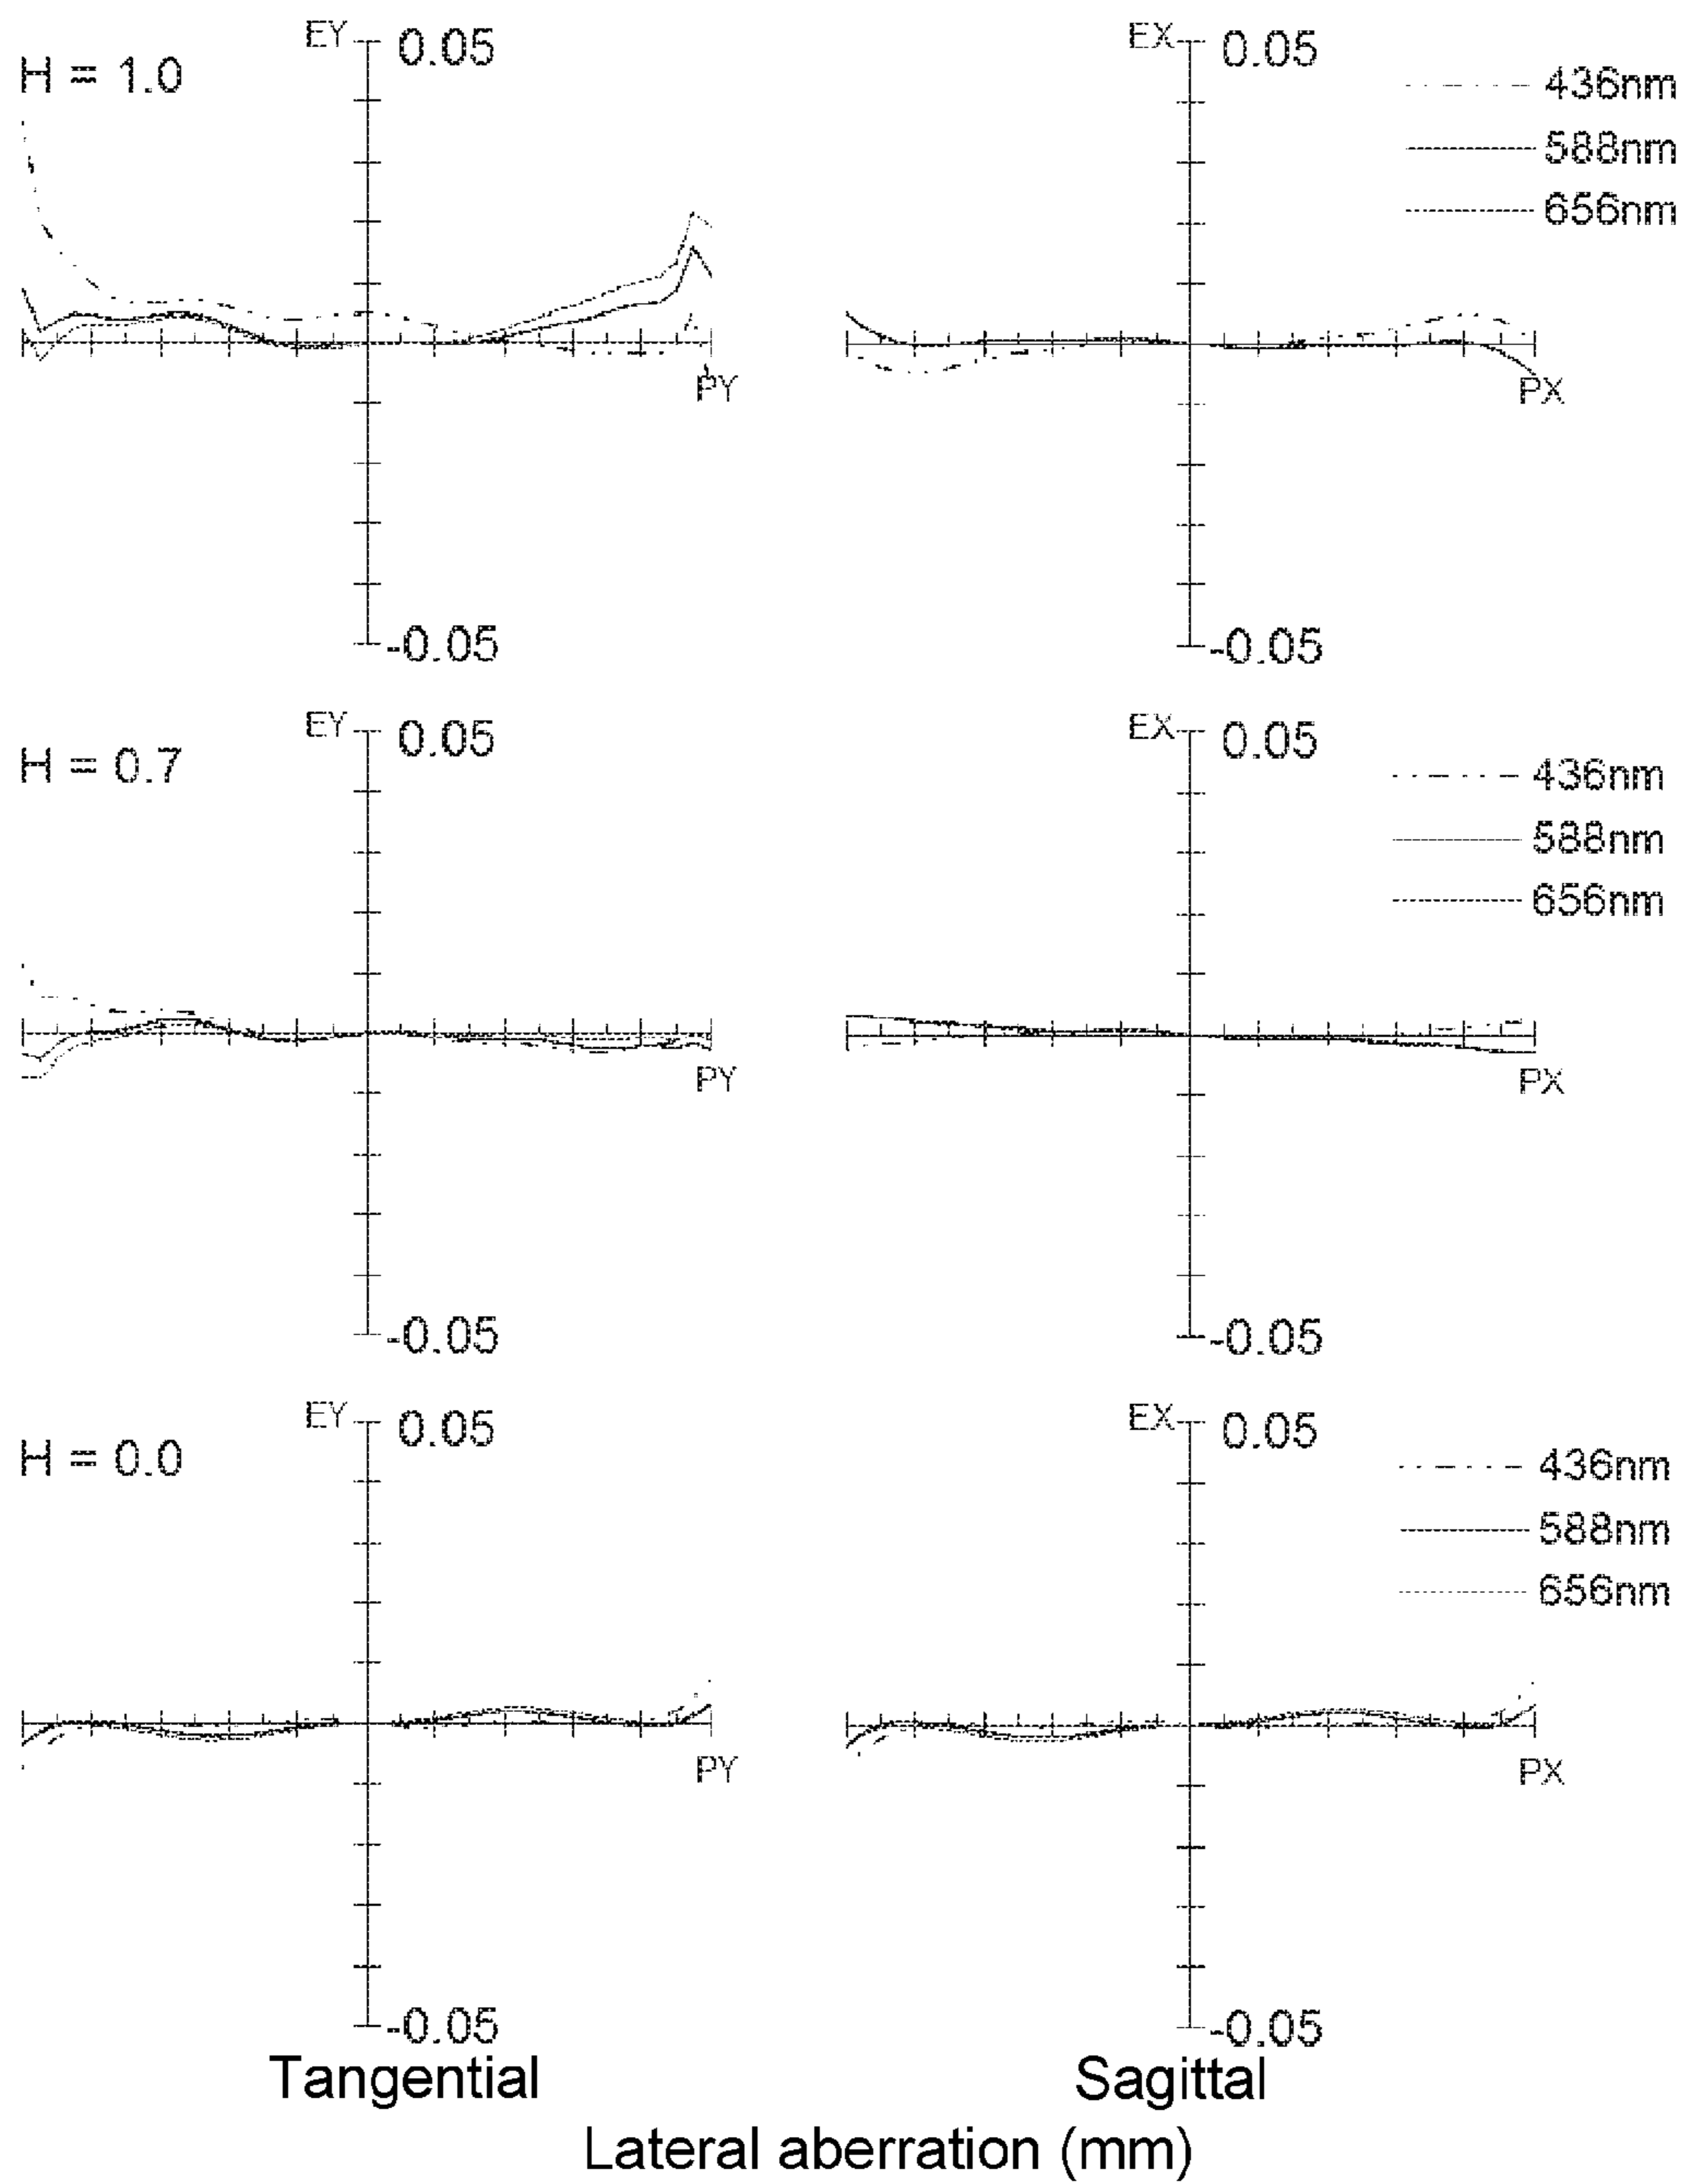 EY 0.05 EX 0.05
H = 1.0
436nm
588nm
656nm
PY PX
-0.05 -0.05
EY 0.05 EX 0.05
H = 0.7
436nm
588nm
656nm
PY PX
-0.05 -0.05
EY 0.05 EX 0.05
H = 0.0
436nm
588nm
656nm
PY PX
-0.05 -0.05
Tangential Sagittal
Lateral aberration (mm)